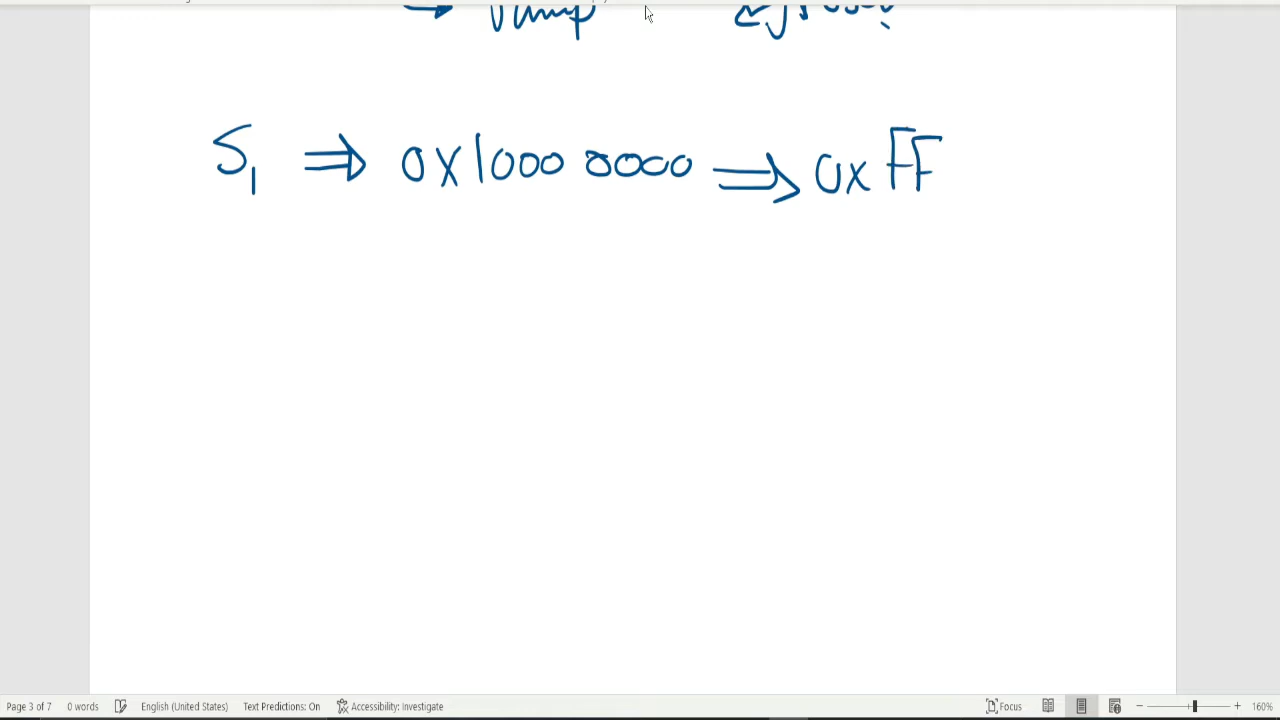 S1 ⇒ 0x1000 0000 ⇒ 0xFF
Page 3 of 7 0 words English (United States) Text Predictions: On Accessibility: Investigate Focus 160%